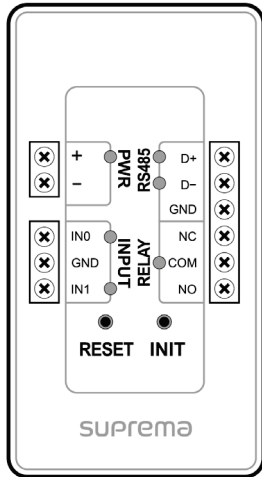 +
−
PWR
IN0
GND
IN1
INPUT
RS485
D+
D−
GND
RELAY
NC
COM
NO
RESET INIT
suprema